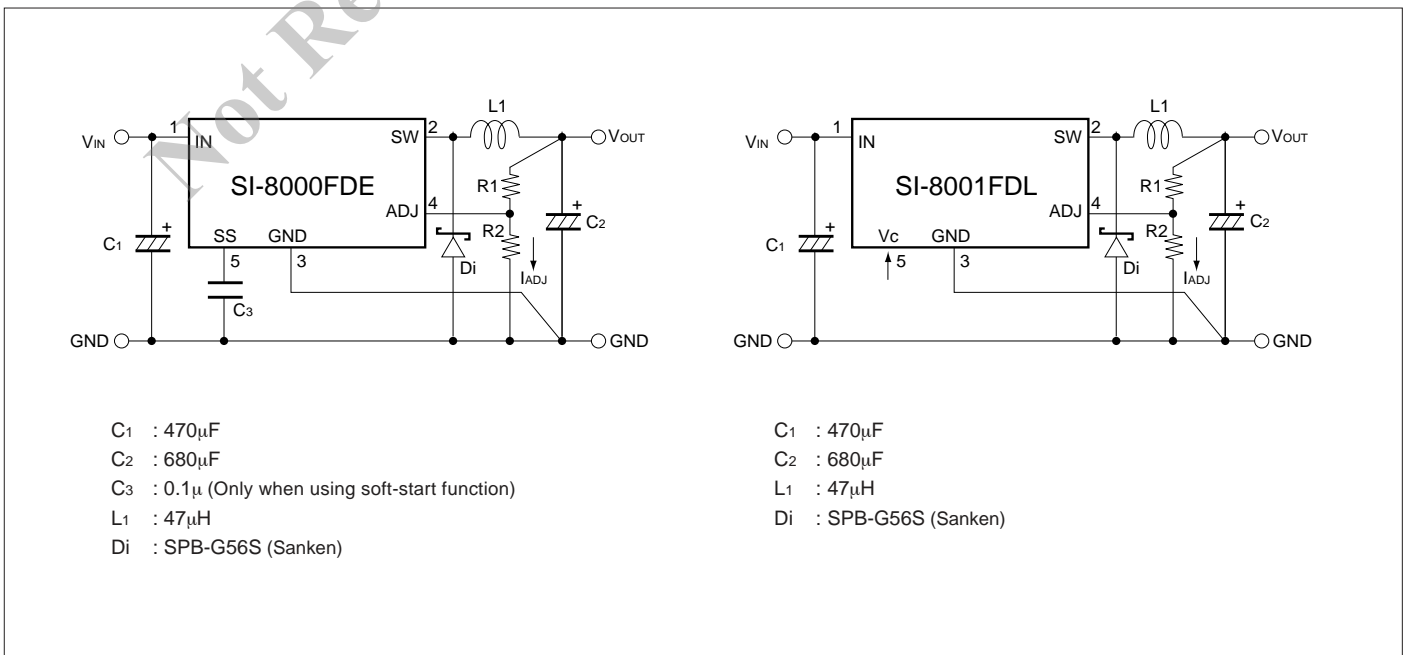 Not Re
L1
VIN
1
IN
SW
2
VOUT
SI-8000FDE
R1
ADJ
4
C1
+
SS
GND
R2
+
C2
5
3
Di
IADJ
C3
GND
GND
C1 : 470μF
C2 : 680μF
C3 : 0.1μ (Only when using soft-start function)
L1 : 47μH
Di : SPB-G56S (Sanken)
L1
VIN
1
IN
SW
2
VOUT
SI-8001FDL
R1
ADJ
4
C1
+
Vc
GND
R2
+
C2
5
3
Di
IADJ
GND
GND
C1 : 470μF
C2 : 680μF
L1 : 47μH
Di : SPB-G56S (Sanken)